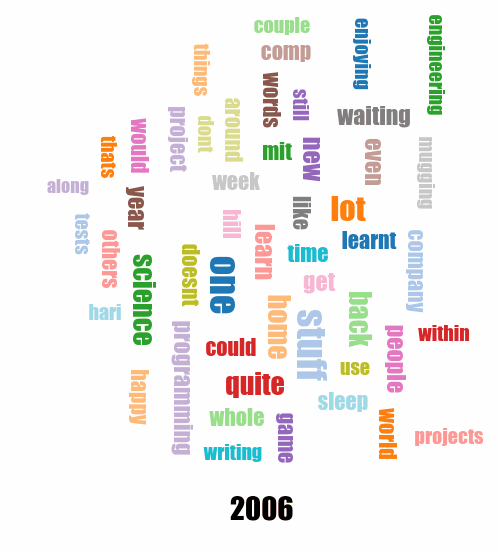 couple
enjoying
engineering
comp
things
words
still
around
waiting
project
dont
would
thats
mit
new
even
muging
week
along
year
like
lot
hill
tests
others
learn
learnt
time
company
doesnt
science
one
get
hari
home
back
stuff
programming
people
within
could
use
happy
quite
sleep
whole
game
world
projects
writing
2006